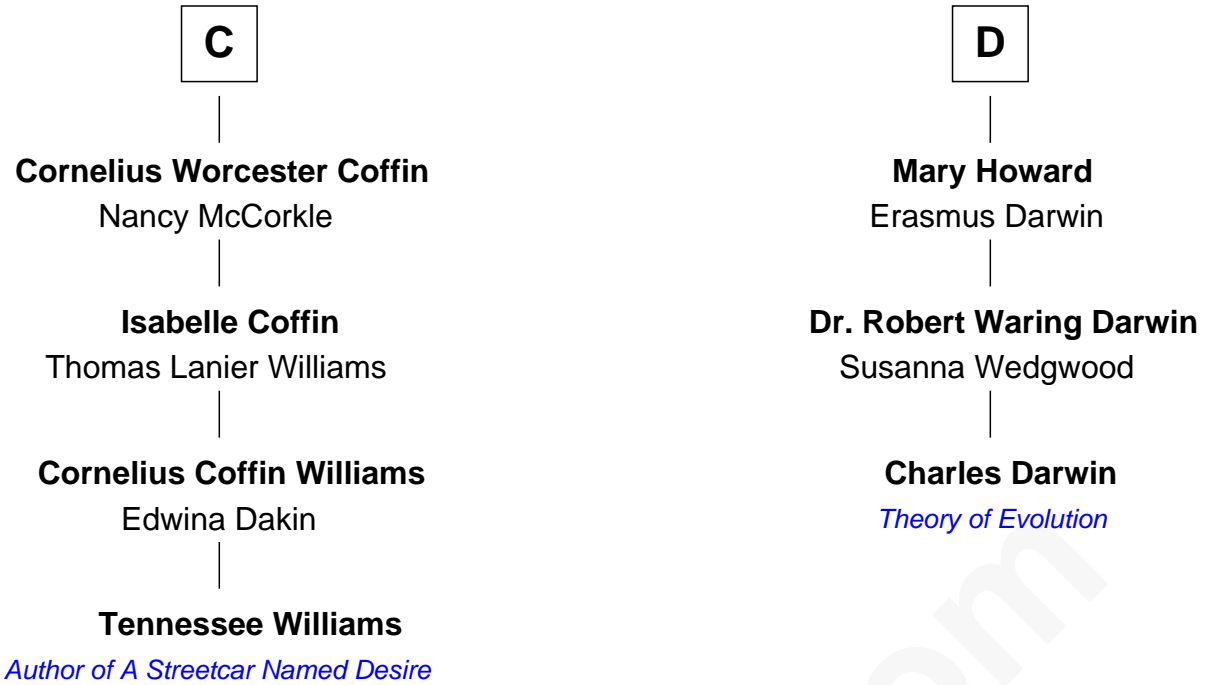 C
Cornelius Worcester Coffin
Nancy McCorkle
Isabelle Coffin
Thomas Lanier Williams
Cornelius Coffin Williams
Edwina Dakin
Tennessee Williams
Author of A Streetcar Named Desire
D
Mary Howard
Erasmus Darwin
Dr. Robert Waring Darwin
Susanna Wedgwood
Charles Darwin
Theory of Evolution
om